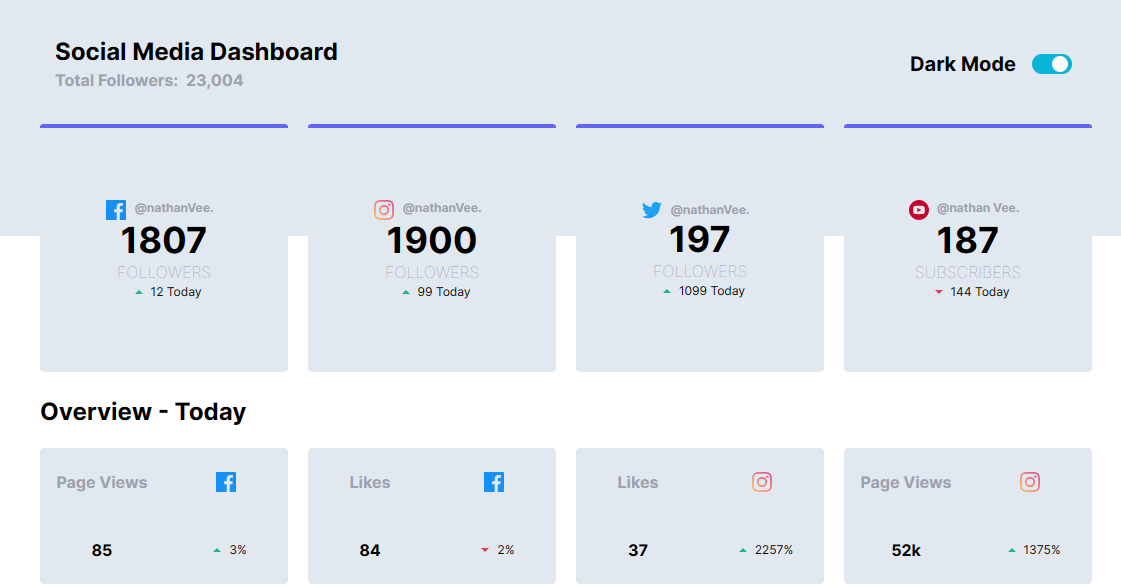 Social Media Dashboard
Total Followers: 23,004
Dark Mode
@nathanVee.
1807
FOLLOWERS
12 Today
@nathanVee.
1900
FOLLOWERS
99 Today
@nathanVee.
197
FOLLOWERS
1099 Today
@nathan Vee.
187
SUBSCRIBERS
144 Today
Overview - Today
Page Views
85
3%
Likes
84
2%
Likes
37
2257%
Page Views
52k
1375%